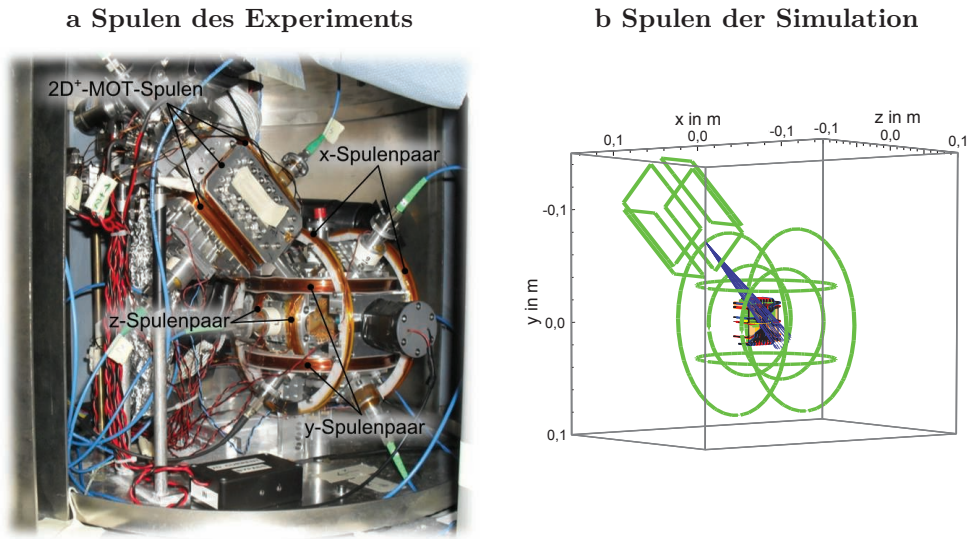 a Spulen des Experiments
b Spulen der Simulation
2D⁺-MOT-Spulen
x-Spulenpaar
z-Spulenpaar
y-Spulenpaar
x in m
z in m
0,1
0,0
-0,1
-0,1
0,0
0,1
y in m
-0,1
0,0
0,1